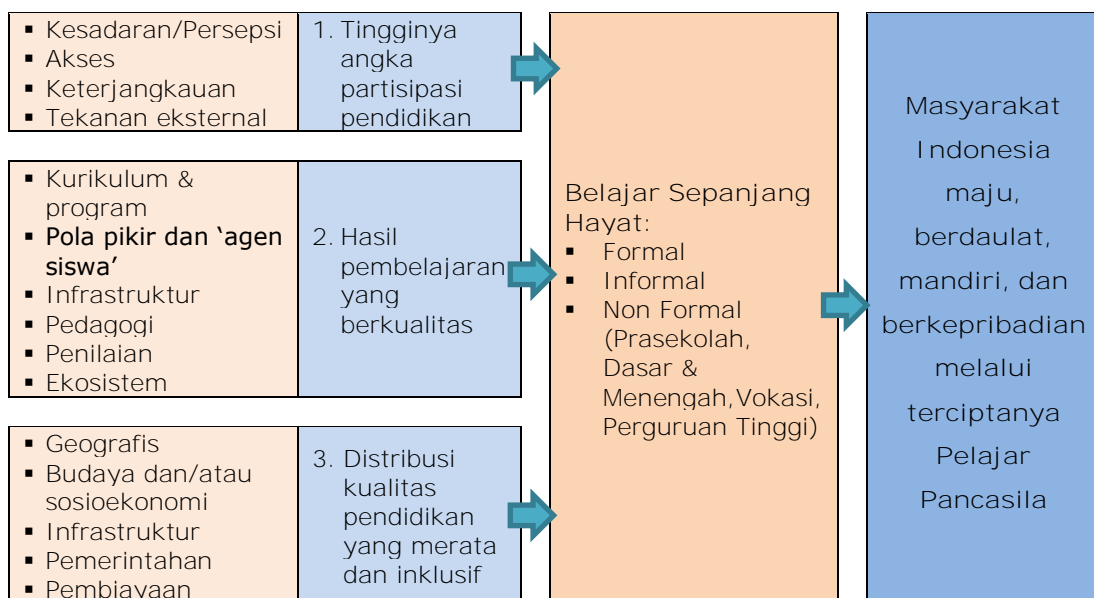 ▪ Kesadaran/Persepsi
▪ Akses
▪ Keterjangkauan
▪ Tekanan eksternal
1. Tingginya
angka
partisipasi
pendidikan
▪ Kurikulum &
program
▪ Pola pikir dan ‘agen
siswa’
▪ Infrastruktur
▪ Pedagogi
▪ Penilaian
▪ Ekosistem
2. Hasil
pembelajaran
yang
berkualitas
▪ Geografis
▪ Budaya dan/atau
sosioekonomi
▪ Infrastruktur
▪ Pemerintahan
▪ Pembiayaan
3. Distribusi
kualitas
pendidikan
yang merata
dan inklusif
Belajar Sepanjang
Hayat:
▪ Formal
▪ Informal
▪ Non Formal
(Prasekolah,
Dasar &
Menengah,Vokasi,
Perguruan Tinggi)
Masyarakat
Indonesia
maju,
berdaulat,
mandiri, dan
berkepribadian
melalui
terciptanya
Pelajar
Pancasila